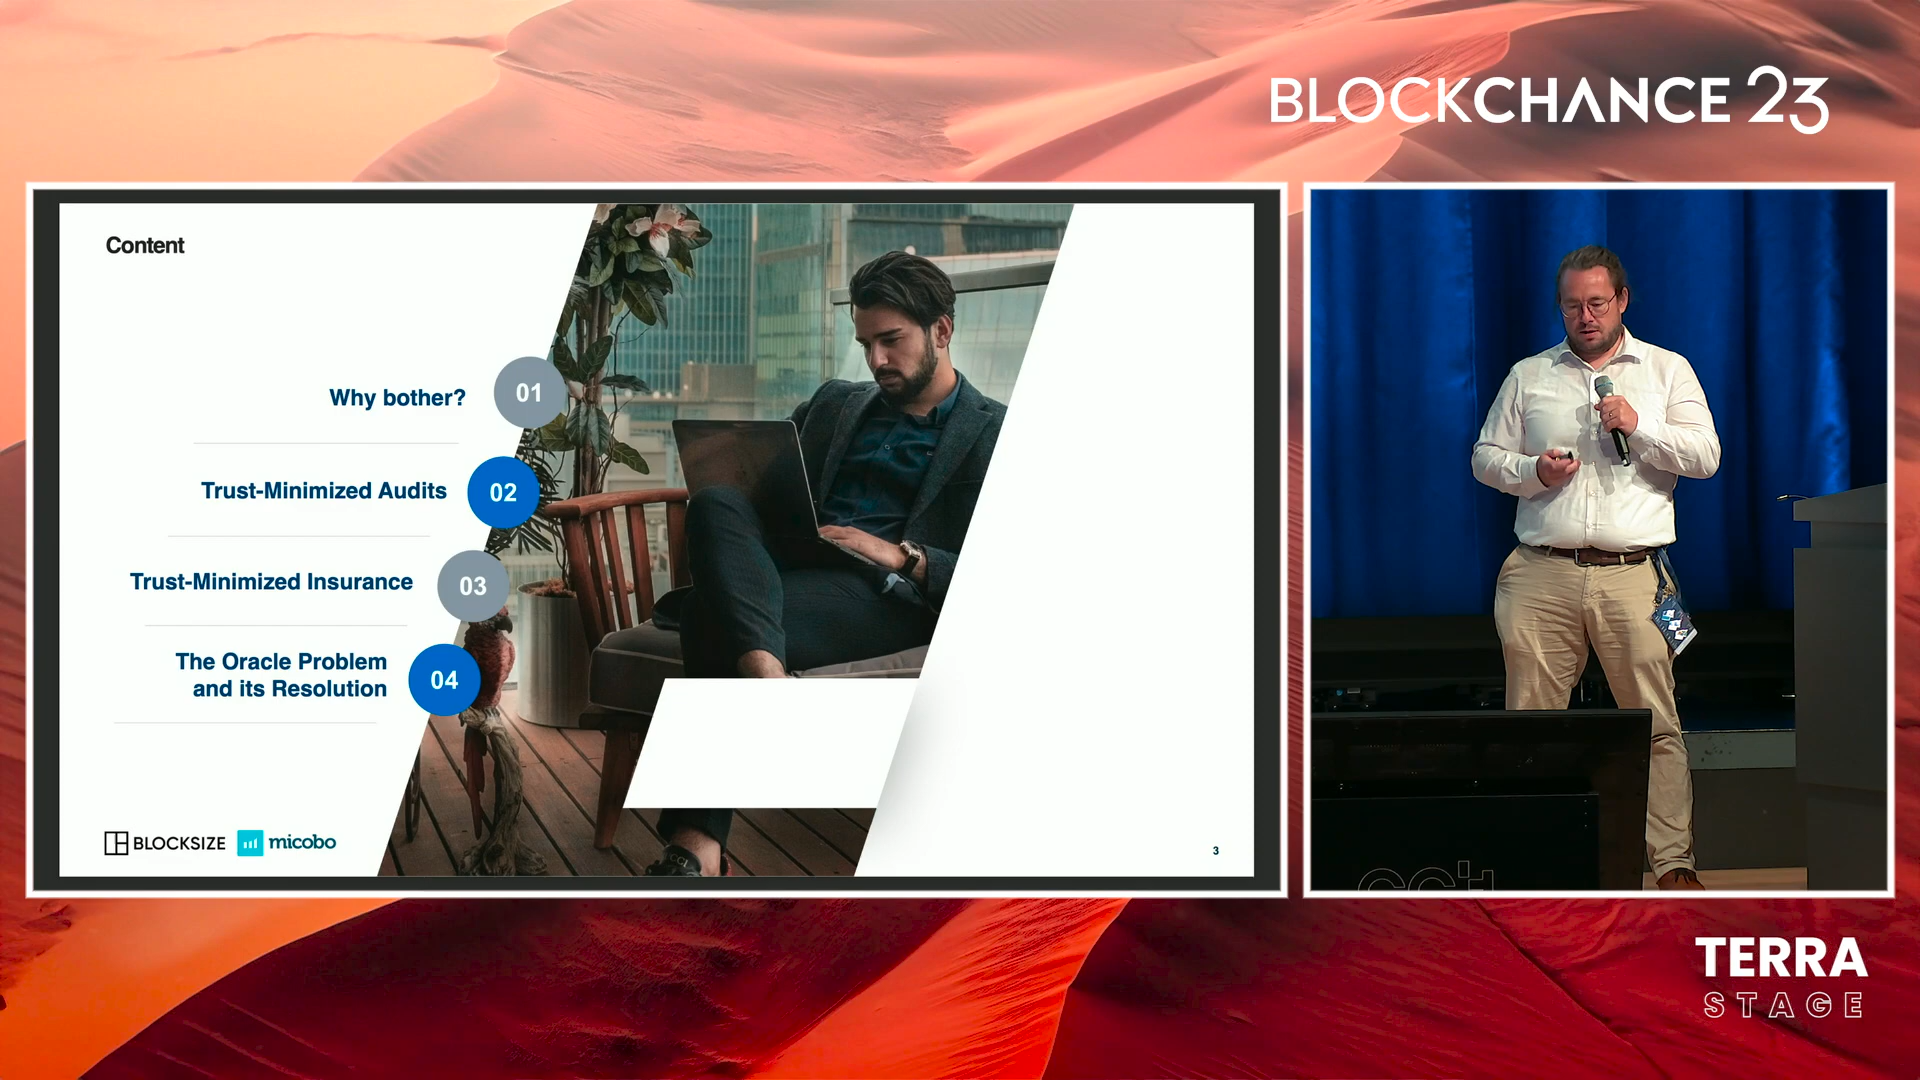 BLOCKCHANCE 23
Content
Why bother?
01
Trust-Minimized Audits
02
Trust-Minimized Insurance
03
The Oracle Problem
and its Resolution
04
BLOCKSIZE
micobo
3
TERRA
STAGE